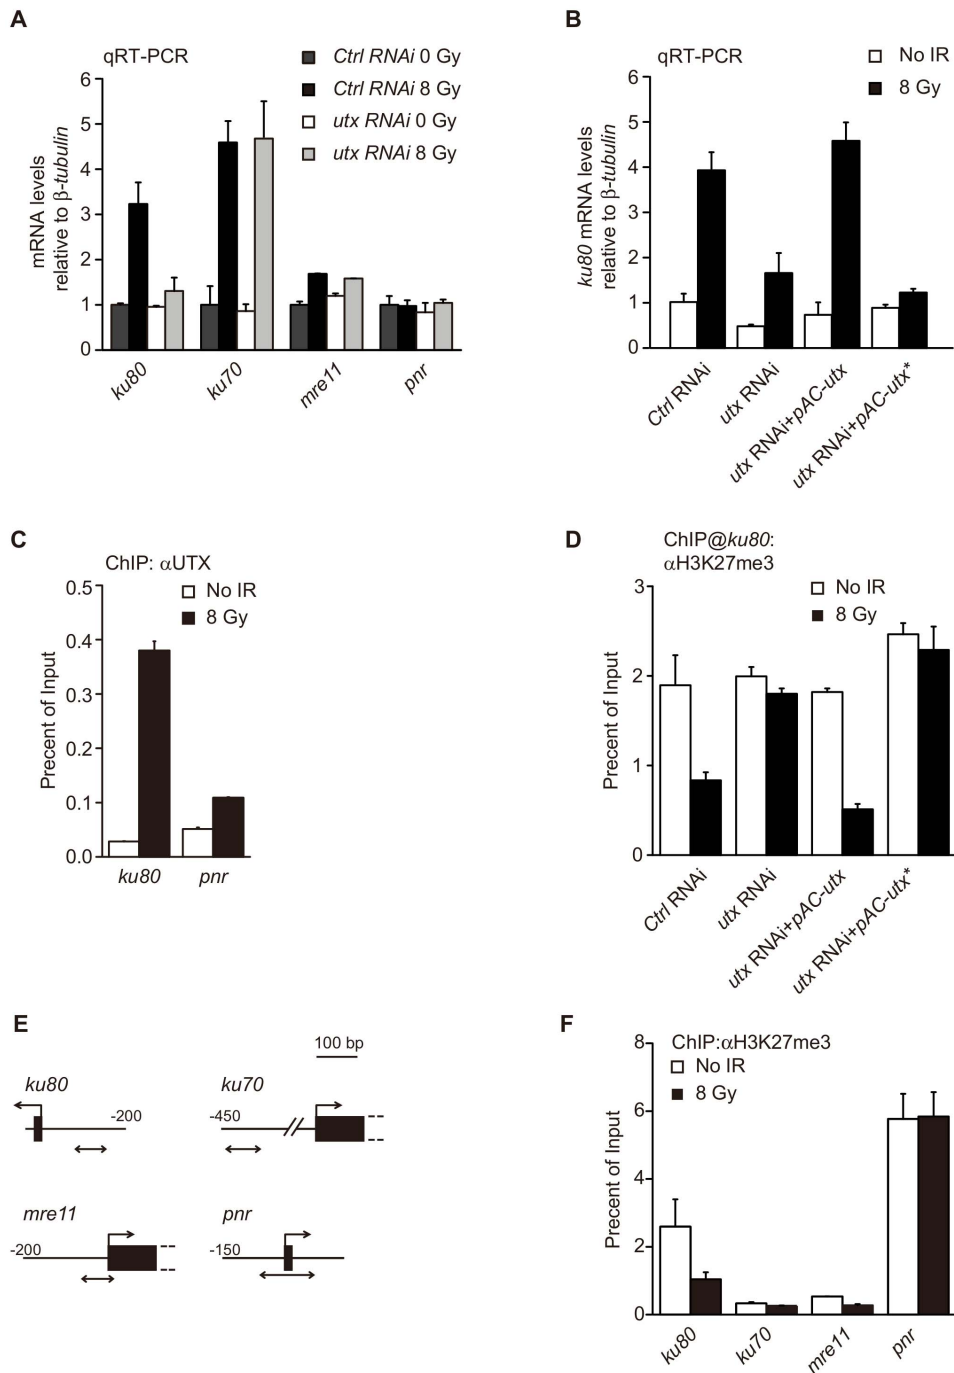 A
qRT-PCR
Ctrl RNAi 0 Gy
Ctrl RNAi 8 Gy
utx RNAi 0 Gy
utx RNAi 8 Gy
mRNA levels
relative to β-tubulin
6
5
4
3
2
1
0
ku80
ku70
mre11
pnr
B
qRT-PCR
No IR
8 Gy
ku80 mRNA levels
relative to β-tubulin
6
5
4
3
2
1
0
Ctrl RNAi
utx RNAi
utx RNAi+pAC-utx
utx RNAi+pAC-utx*
C
ChIP: αUTX
No IR
8 Gy
Precent of Input
0.5
0.4
0.3
0.2
0.1
0.0
ku80
pnr
D
ChIP@ku80:
αH3K27me3
No IR
8 Gy
Precent of Input
3
2
1
0
Ctrl RNAi
utx RNAi
utx RNAi+pAC-utx
utx RNAi+pAC-utx*
E
100 bp
ku80
-200
ku70
-450
mre11
-200
pnr
-150
F
ChIP:αH3K27me3
No IR
8 Gy
Precent of Input
8
6
4
2
0
ku80
ku70
mre11
pnr